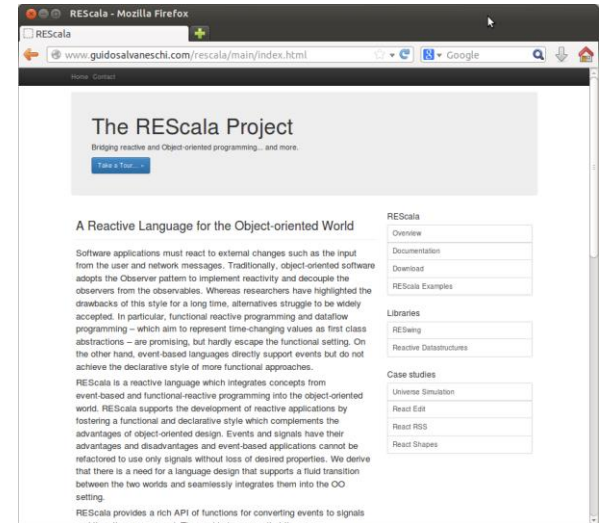 REScala - Mozilla Firefox
REScala
www.guidosalvaneschi.com/rescala/main/index.html
Google
Home Contact
The REScala Project
Bridging reactive and Object-oriented programming... and more.
Take a Tour... »
A Reactive Language for the Object-oriented World
Software applications must react to external changes such as the input
from the user and network messages. Traditionally, object-oriented software
adopts the Observer pattern to implement reactivity and decouple the
observers from the observables. Whereas researchers have highlighted the
drawbacks of this style for a long time, alternatives struggle to be widely
accepted. In particular, functional reactive programming and dataflow
programming – which aim to represent time-changing values as first class
abstractions – are promising, but hardly escape the functional setting. On
the other hand, event-based languages directly support events but do not
achieve the declarative style of more functional approaches.
REScala is a reactive language which integrates concepts from
event-based and functional-reactive programming into the object-oriented
world. REScala supports the development of reactive applications by
fostering a functional and declarative style which complements the
advantages of object-oriented design. Events and signals have their
advantages and disadvantages and event-based applications cannot be
refactored to use only signals without loss of desired properties. We derive
that there is a need for a language design that supports a fluid transition
between the two worlds and seamlessly integrates them into the OO
setting.
REScala provides a rich API of functions for converting events to signals
REScala
Overview
Documentation
Download
REScala Examples
Libraries
RESwing
Reactive Datastructures
Case studies
Universe Simulation
React Edit
React RSS
React Shapes